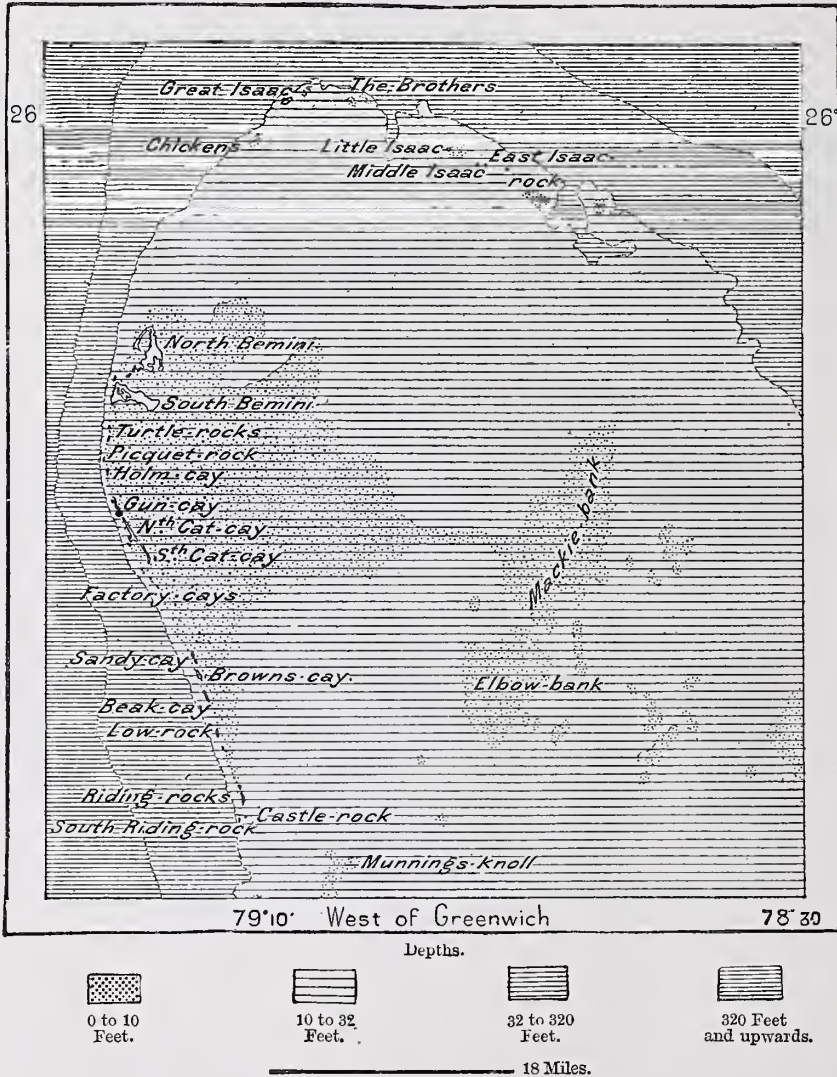 Great Isaac The Brothers
26 26°
Chickens Little Isaac East Isaac
Middle Isaac rock
North Bemini
South Bemini
Turtle-rocks
Picquet-rock
Holm-cay
Gun-cay
Nth Cat-cay
Sth Cat-cay
Mackie-bank
Factory-cays
Sandy-cay
Browns-cay.
Elbow-bank
Beak-cay
Low-rock
Riding-rocks
Castle-rock
South-Riding-rock
Munnings-Knoll
79°10' West of Greenwich 78°30
Depths.
0 to 10 Feet.
10 to 32 Feet.
32 to 320 Feet.
320 Feet and upwards.
18 Miles.